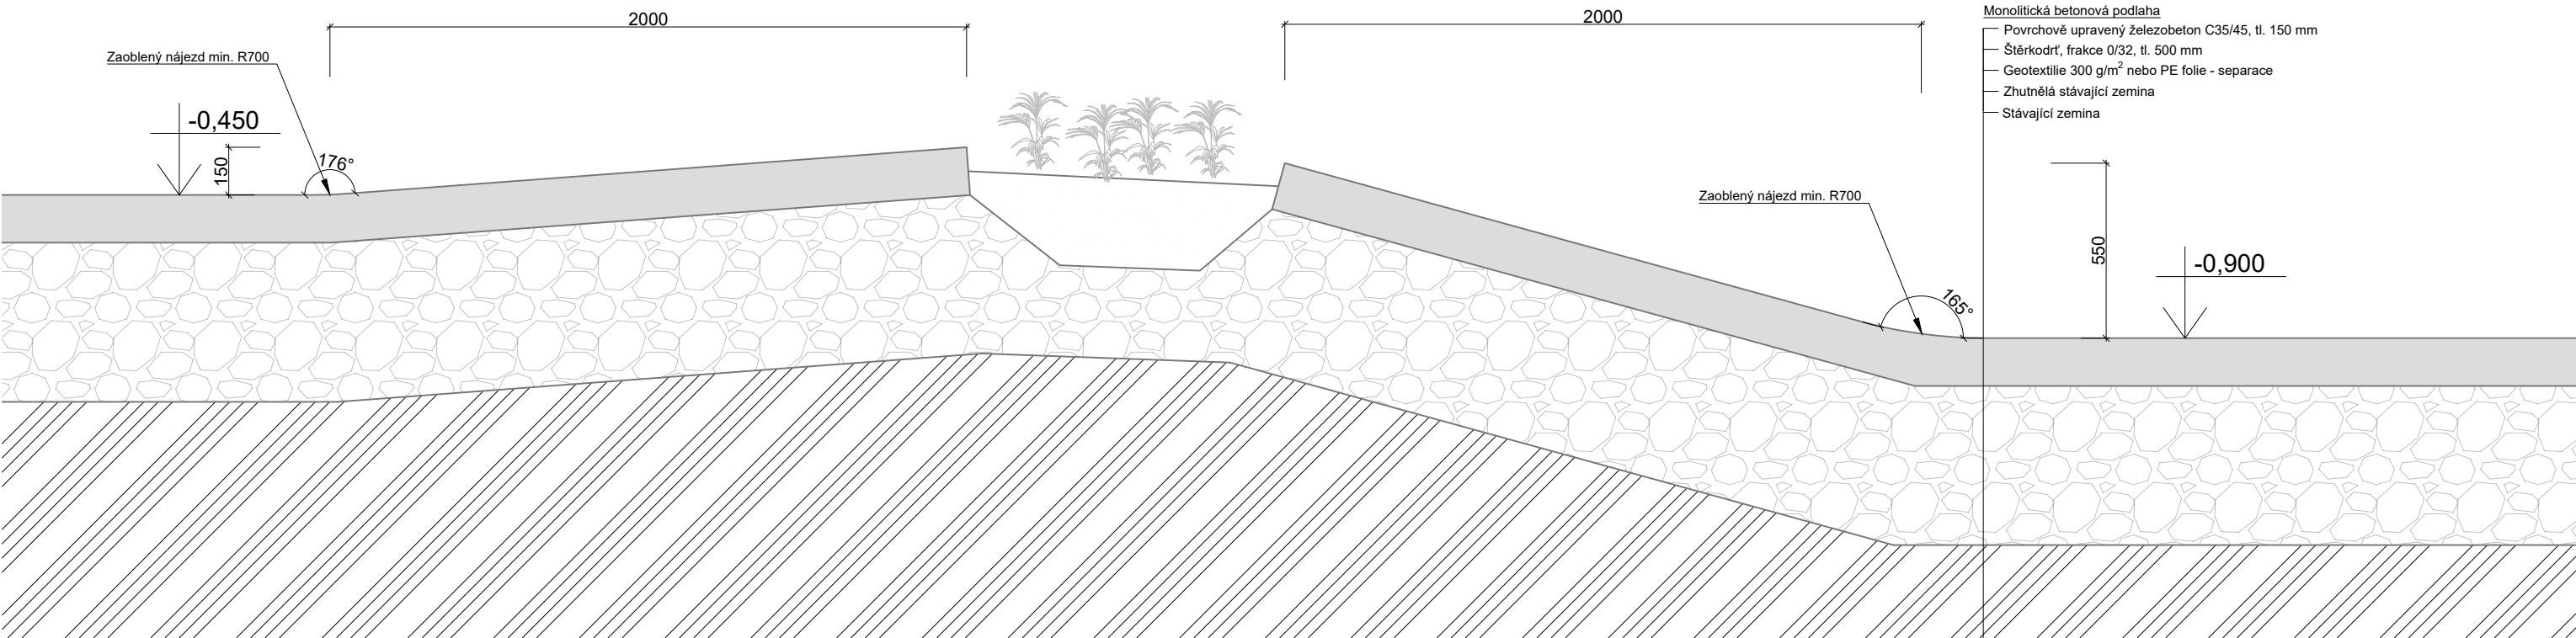 2000
2000
Monolitická betonová podlaha
Povrchově upravený železobeton C35/45, tl. 150 mm
Štěrkodrť, frakce 0/32, tl. 500 mm
Geotextilie 300 g/m² nebo PE folie - separace
Zhutnělá stávající zemina
Stávající zemina
Zaoblený nájezd min. R700
-0,450
150
176°
Zaoblený nájezd min. R700
165°
550
-0,900